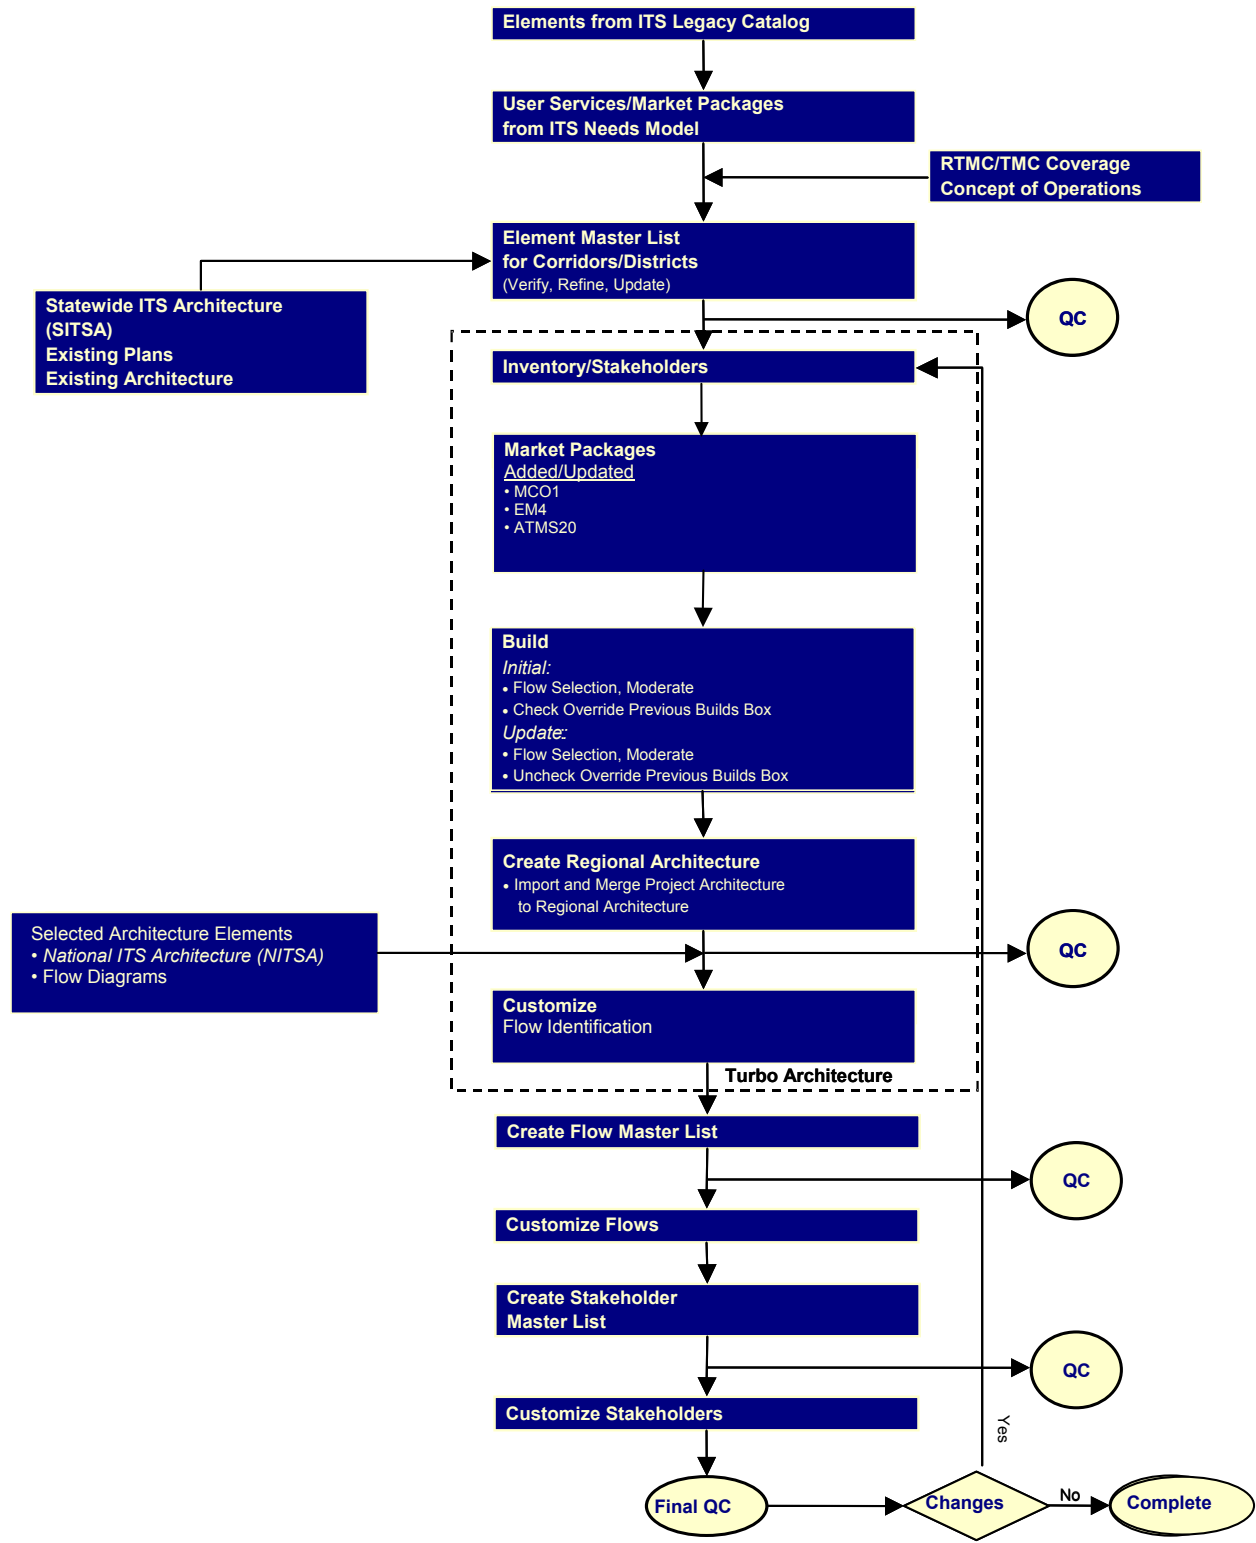 Elements from ITS Legacy Catalog
User Services/Market Packages
from ITS Needs Model
RTMC/TMC Coverage
Concept of Operations
Element Master List
for Corridors/Districts
(Verify, Refine, Update)
Statewide ITS Architecture
(SITSA)
Existing Plans
Existing Architecture
QC
Inventory/Stakeholders
Market Packages
Added/Updated
• MCO1
• EM4
• ATMS20
Build
Initial:
• Flow Selection, Moderate
• Check Override Previous Builds Box
Update:
• Flow Selection, Moderate
• Uncheck Override Previous Builds Box
Create Regional Architecture
• Import and Merge Project Architecture
to Regional Architecture
Selected Architecture Elements
• National ITS Architecture (NITSA)
• Flow Diagrams
QC
Customize
Flow Identification
Turbo Architecture
Create Flow Master List
QC
Customize Flows
Create Stakeholder
Master List
QC
Customize Stakeholders
Yes
Final QC
Changes
No
Complete